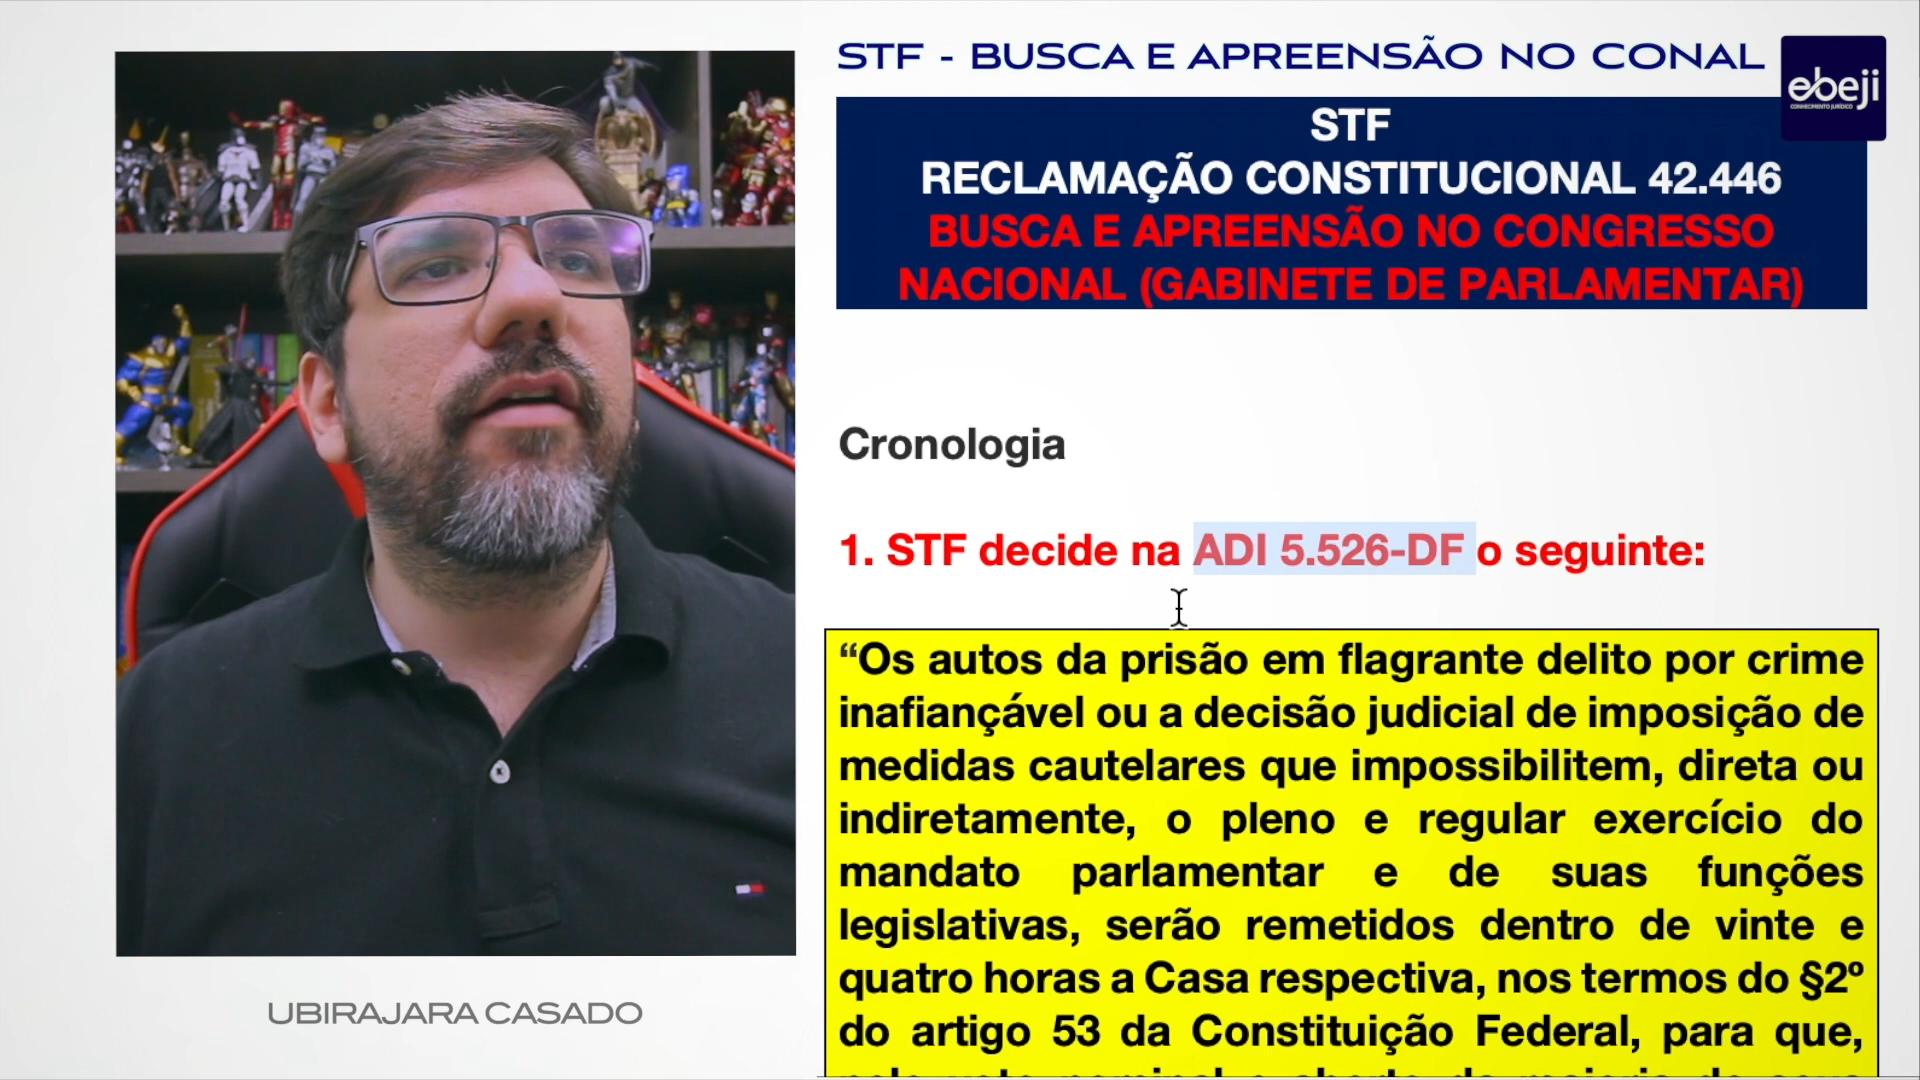 STF - BUSCA E APREENSÃO NO CONAL
ebeji
CONHECIMENTO JURÍDICO
STF
RECLAMAÇÃO CONSTITUCIONAL 42.446
BUSCA E APREENSÃO NO CONGRESSO
NACIONAL (GABINETE DE PARLAMENTAR)
Cronologia
1. STF decide na ADI 5.526-DF o seguinte:
“Os autos da prisão em flagrante delito por crime
inafiançável ou a decisão judicial de imposição de
medidas cautelares que impossibilitem, direta ou
indiretamente, o pleno e regular exercício do
mandato parlamentar e de suas funções
legislativas, serão remetidos dentro de vinte e
quatro horas a Casa respectiva, nos termos do §2º
do artigo 53 da Constituição Federal, para que,
UBIRAJARA CASADO